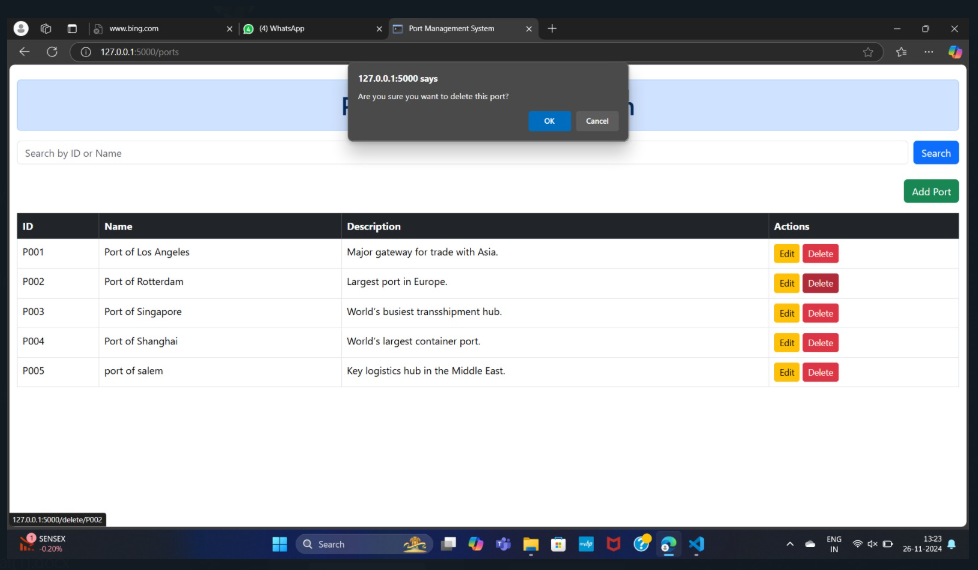 www.bing.com
(4) WhatsApp
Port Management System
127.0.0.1:5000/ports
127.0.0.1:5000 says
Are you sure you want to delete this port?
OK Cancel
Search by ID or Name Search
Add Port
ID Name Description Actions
P001 Port of Los Angeles Major gateway for trade with Asia. Edit Delete
P002 Port of Rotterdam Largest port in Europe. Edit Delete
P003 Port of Singapore World's busiest transshipment hub. Edit Delete
P004 Port of Shanghai World's largest container port. Edit Delete
P005 port of salem Key logistics hub in the Middle East. Edit Delete
127.0.0.1:5000/delete/P002
1 SENSEX
-0.20%
Search
ENG
IN
13:23
26-11-2024